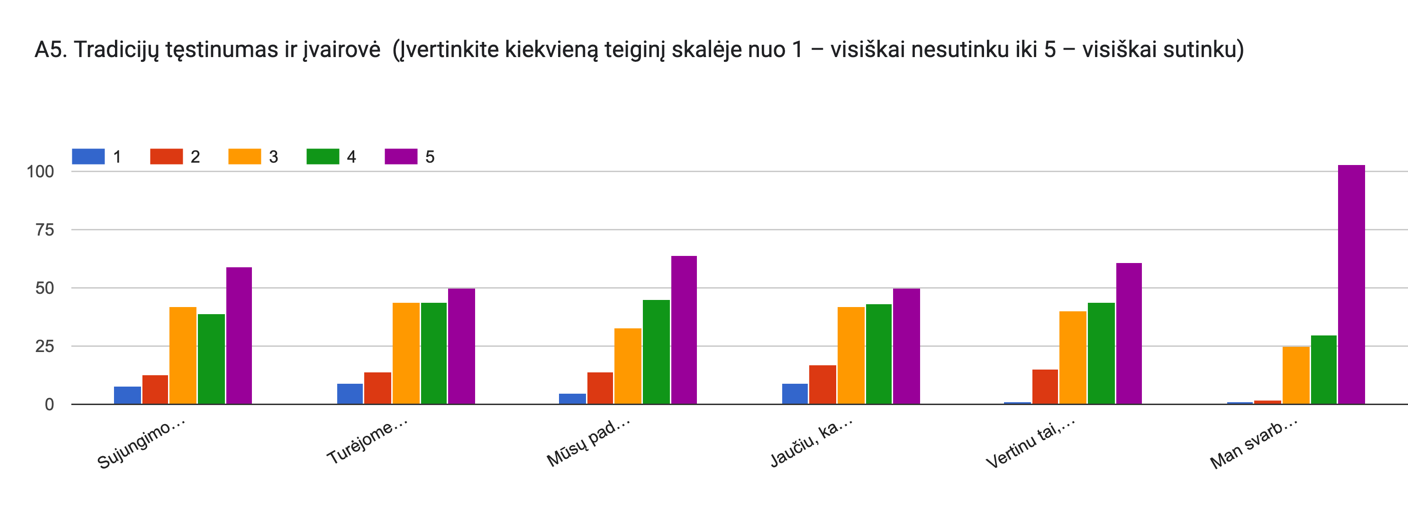 A5. Tradicijų tęstinumas ir įvairovė (Įvertinkite kiekvieną teiginį skalėje nuo 1 – visiškai nesutinku iki 5 – visiškai sutinku)
1 2 3 4 5
100
75
50
25
0
Sujungimo…
Turėjome…
Mūsų pad…
Jaučiu, ka…
Vertinu tai,…
Man svarb…